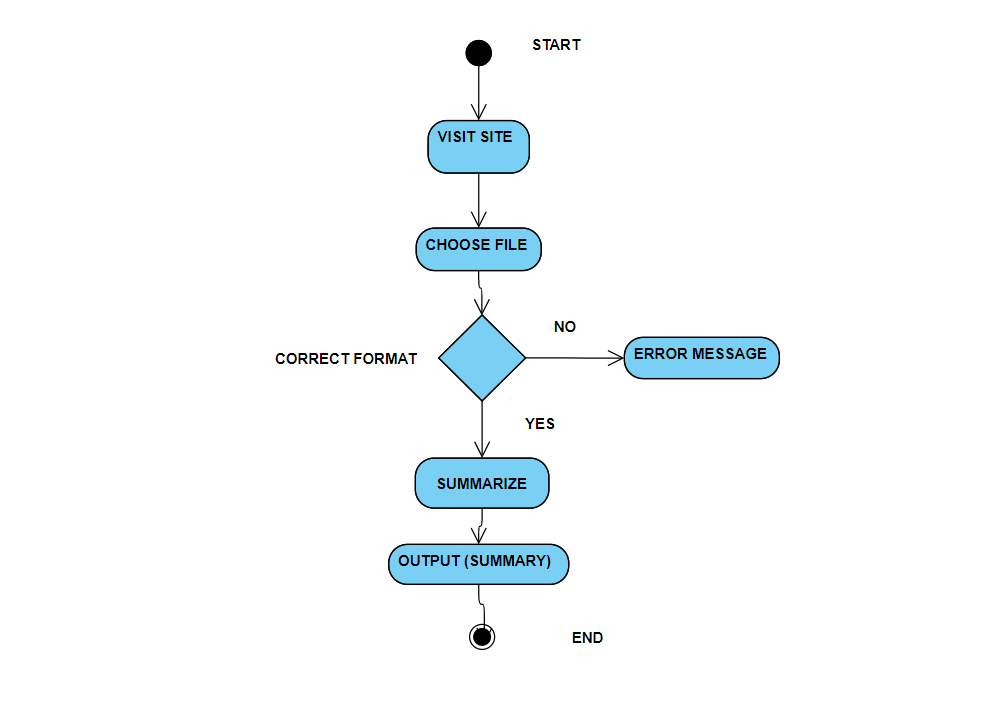 START
VISIT SITE
CHOOSE FILE
NO
CORRECT FORMAT
ERROR MESSAGE
YES
SUMMARIZE
OUTPUT (SUMMARY)
END